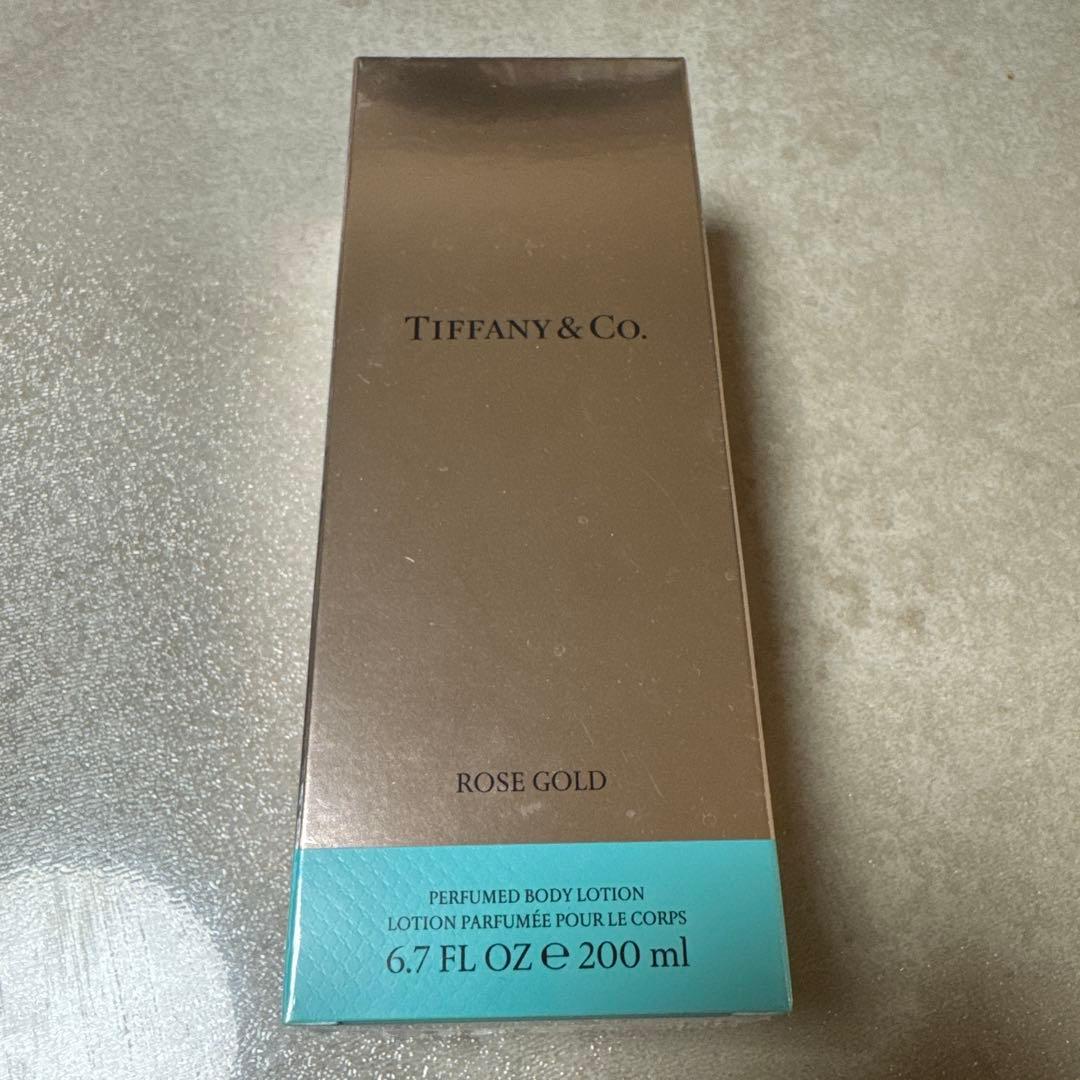 TIFFANY & CO.
ROSE GOLD
PERFUMED BODY LOTION
LOTION PARFUMÉE POUR LE CORPS
6.7 FL OZ ℮ 200 ml